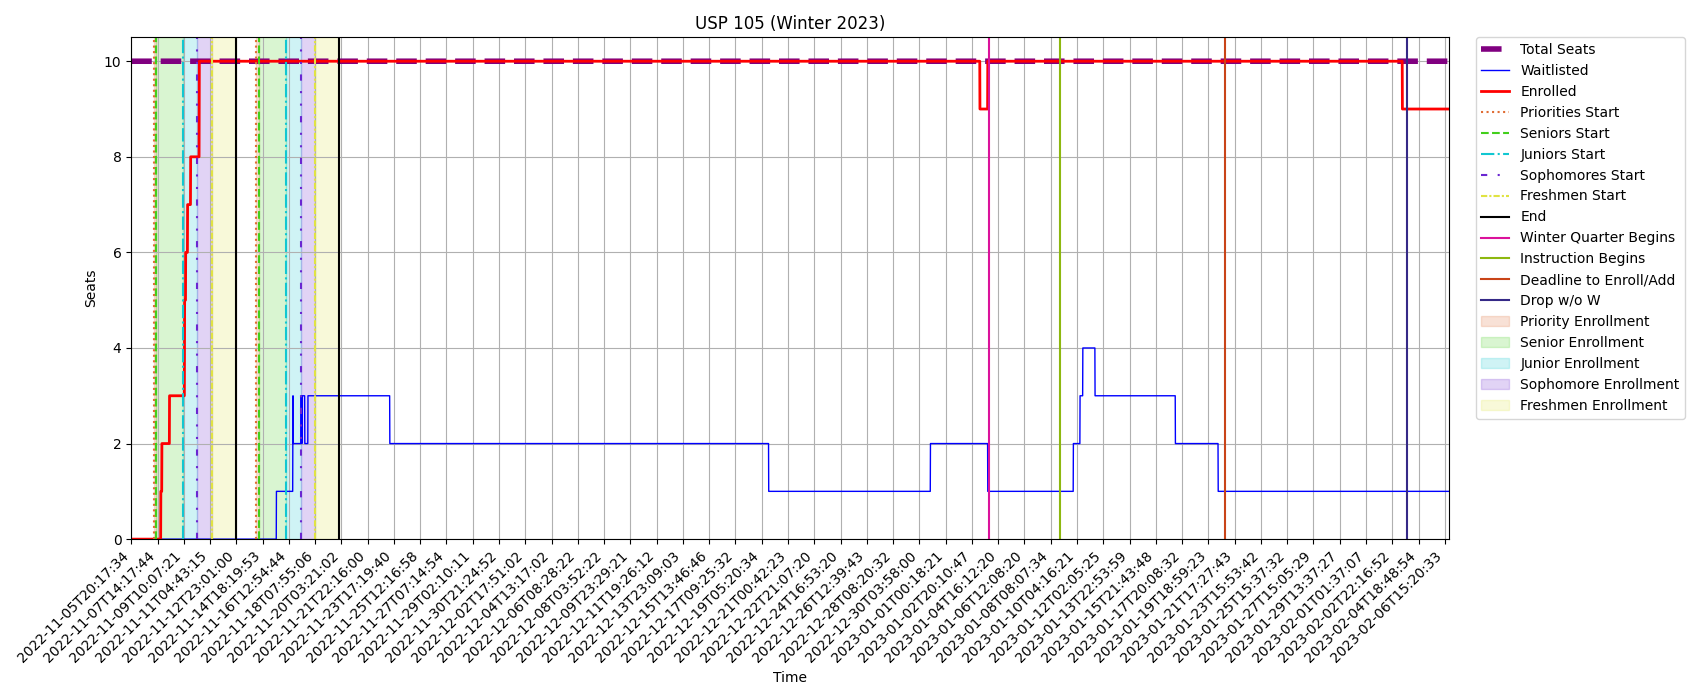 USP 105 (Winter 2023)
Total Seats
Waitlisted
Enrolled
Priorities Start
Seniors Start
Juniors Start
Sophomores Start
Freshmen Start
End
Winter Quarter Begins
Instruction Begins
Deadline to Enroll/Add
Drop w/o W
Priority Enrollment
Senior Enrollment
Junior Enrollment
Sophomore Enrollment
Freshmen Enrollment
Seats
10
8
6
4
2
0
2022-11-05T20:17:34
2022-11-07T14:17:44
2022-11-09T10:07:21
2022-11-11T04:43:15
2022-11-12T23:01:00
2022-11-14T18:19:53
2022-11-16T12:54:44
2022-11-18T07:55:06
2022-11-20T03:21:02
2022-11-21T22:16:00
2022-11-23T17:19:40
2022-11-25T12:16:58
2022-11-27T07:14:54
2022-11-29T02:10:11
2022-11-30T21:24:52
2022-12-02T17:51:02
2022-12-04T13:17:02
2022-12-06T08:28:22
2022-12-08T03:52:22
2022-12-09T23:29:21
2022-12-11T19:26:12
2022-12-13T13:09:03
2022-12-15T13:46:46
2022-12-17T09:25:32
2022-12-19T05:20:34
2022-12-21T00:42:23
2022-12-22T21:07:20
2022-12-24T16:53:20
2022-12-26T12:39:43
2022-12-28T08:20:32
2022-12-30T03:58:00
2023-01-01T00:18:21
2023-01-02T20:10:47
2023-01-04T16:12:20
2023-01-06T12:08:20
2023-01-08T08:07:34
2023-01-10T04:16:21
2023-01-12T02:05:25
2023-01-13T22:53:59
2023-01-15T21:43:48
2023-01-17T20:08:32
2023-01-19T18:59:23
2023-01-21T17:27:43
2023-01-23T15:53:42
2023-01-25T15:37:32
2023-01-27T15:05:29
2023-01-29T13:37:27
2023-02-01T01:37:07
2023-02-02T22:16:52
2023-02-04T18:48:54
2023-02-06T15:20:33
Time